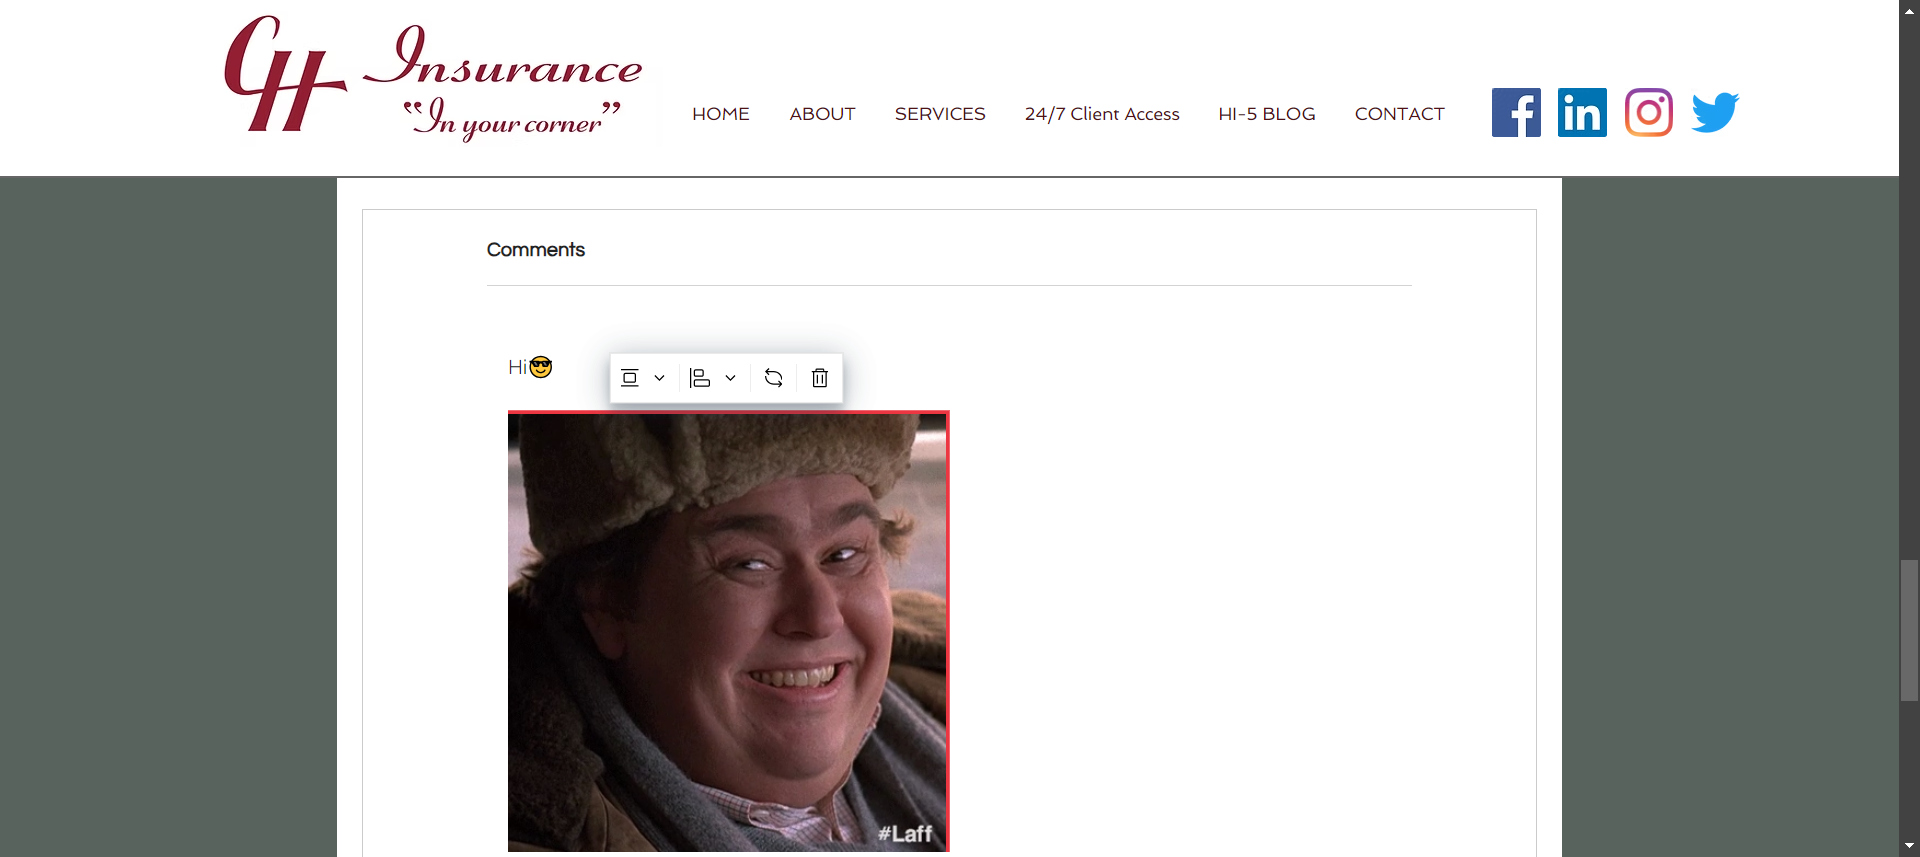 CH Insurance
“In your corner”
HOME ABOUT SERVICES 24/7 Client Access HI-5 BLOG CONTACT
f in
Comments
Hi😎
#Laff